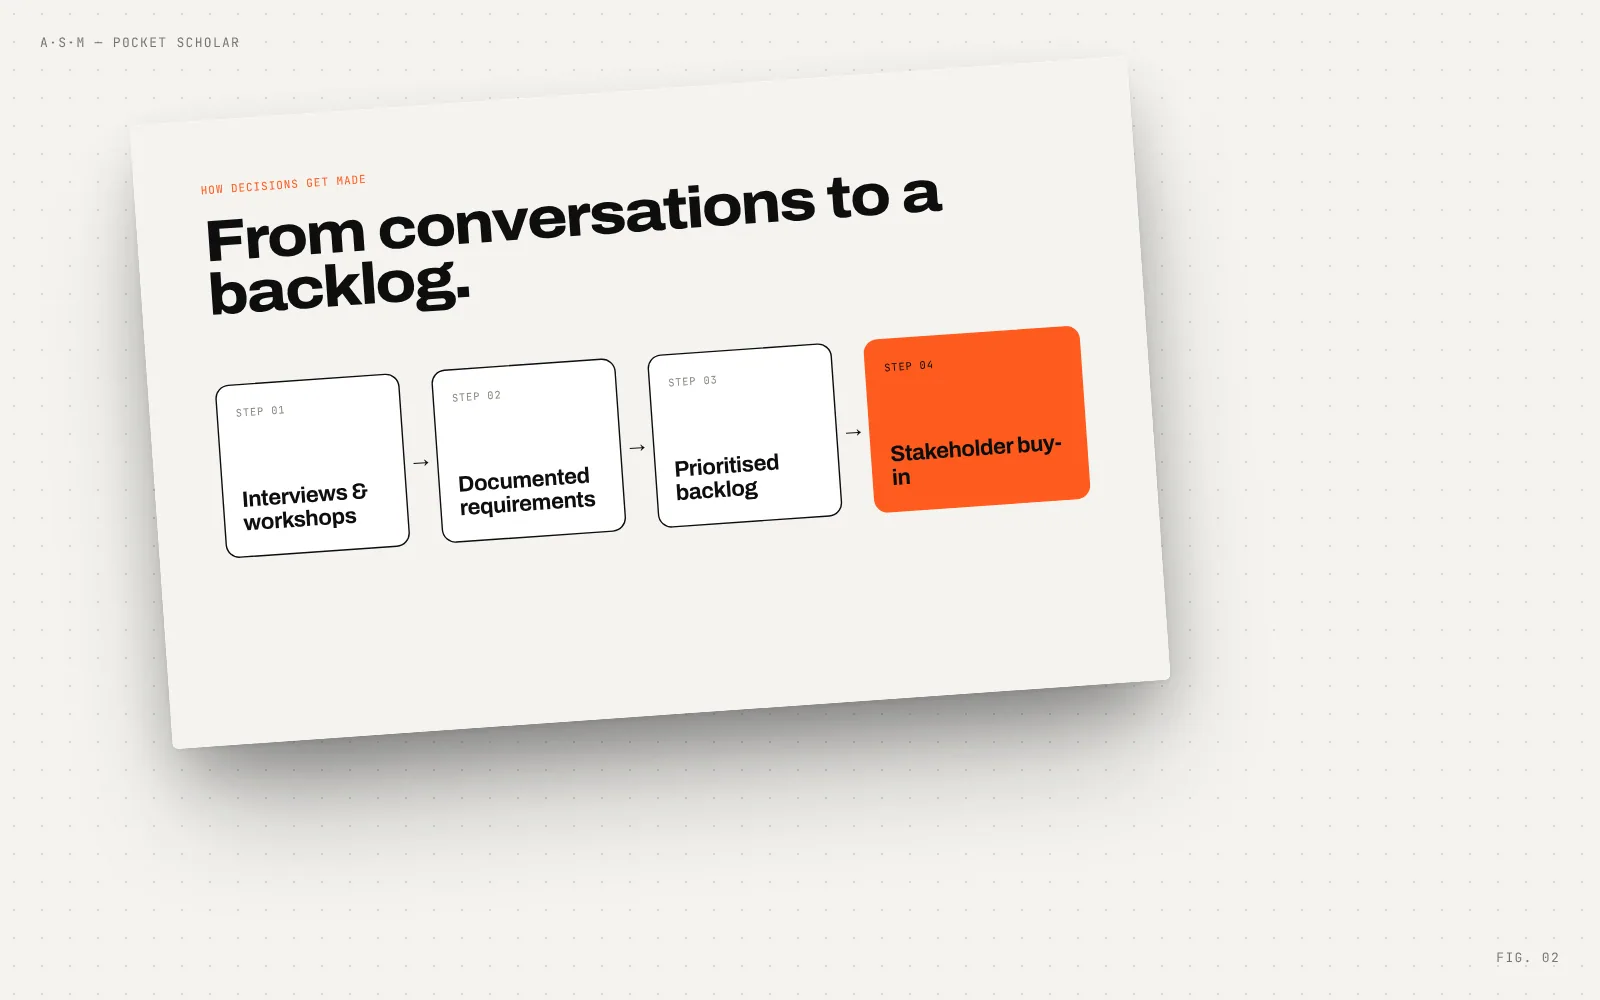 A·S·M — POCKET SCHOLAR
HOW DECISIONS GET MADE
From conversations to a
backlog.
STEP 01
Interviews &
workshops
→
STEP 02
Documented
requirements
→
STEP 03
Prioritised
backlog
→
STEP 04
Stakeholder buy-
in
FIG. 02